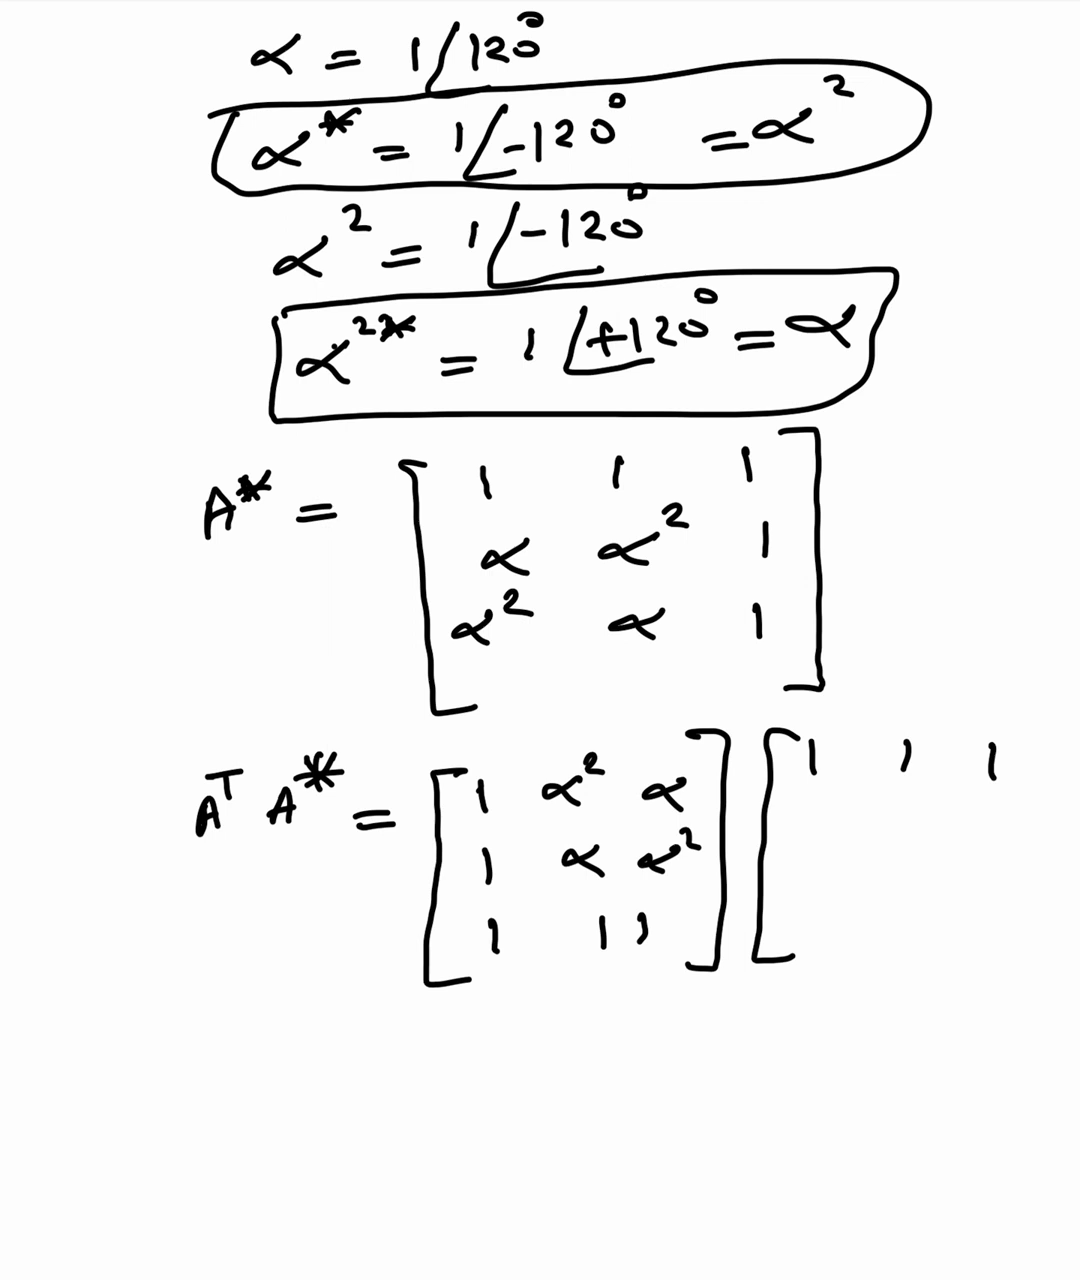 α = 1∠120°
α* = 1∠-120° = α²
α² = 1∠-120°
α²* = 1∠+120° = α
A* = [1 1 1
α α² 1
α² α 1]
Aᵀ A* = [1 α² α] [1 1 1
1 α α²
1 1 1]